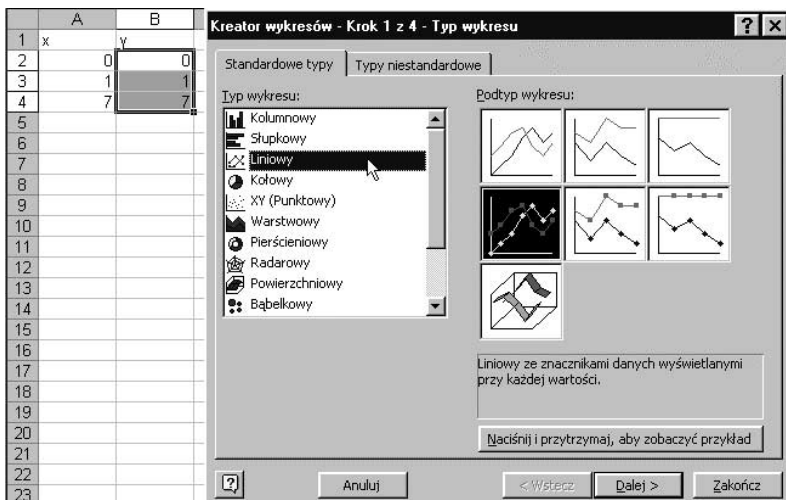 A B
1 x y
2 0 0
3 1 1
4 7 7
5
6
7
8
9
10
11
12
13
14
15
16
17
18
19
20
21
22
23
Kreator wykresów - Krok 1 z 4 - Typ wykresu
Standardowe typy Typy niestandardowe
Typ wykresu:
Kolumnowy
Słupkowy
Liniowy
Kołowy
XY (Punktowy)
Warstwowy
Pierścieniowy
Radarowy
Powierzchniowy
Bąbelkowy
Podtyp wykresu:
Liniowy ze znacznikami danych wyświetlanymi
przy każdej wartości.
Naciśnij i przytrzymaj, aby zobaczyć przykład
Anuluj < Wstecz Dalej > Zakończ